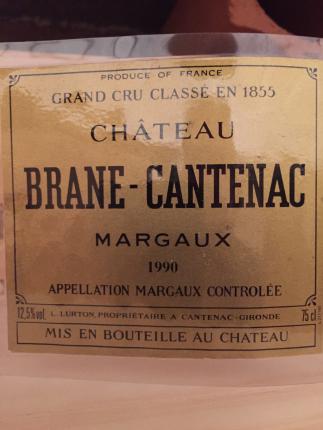 PRODUCE OF FRANCE
GRAND CRU CLASSÉ EN 1855
CHÂTEAU
BRANE-CANTENAC
MARGAUX
1990
APPELLATION MARGAUX CONTROLÉE
12,5% vol. L. LURTON, PROPRIÉTAIRE A CANTENAC-GIRONDE 75 cl
MIS EN BOUTEILLE AU CHATEAU